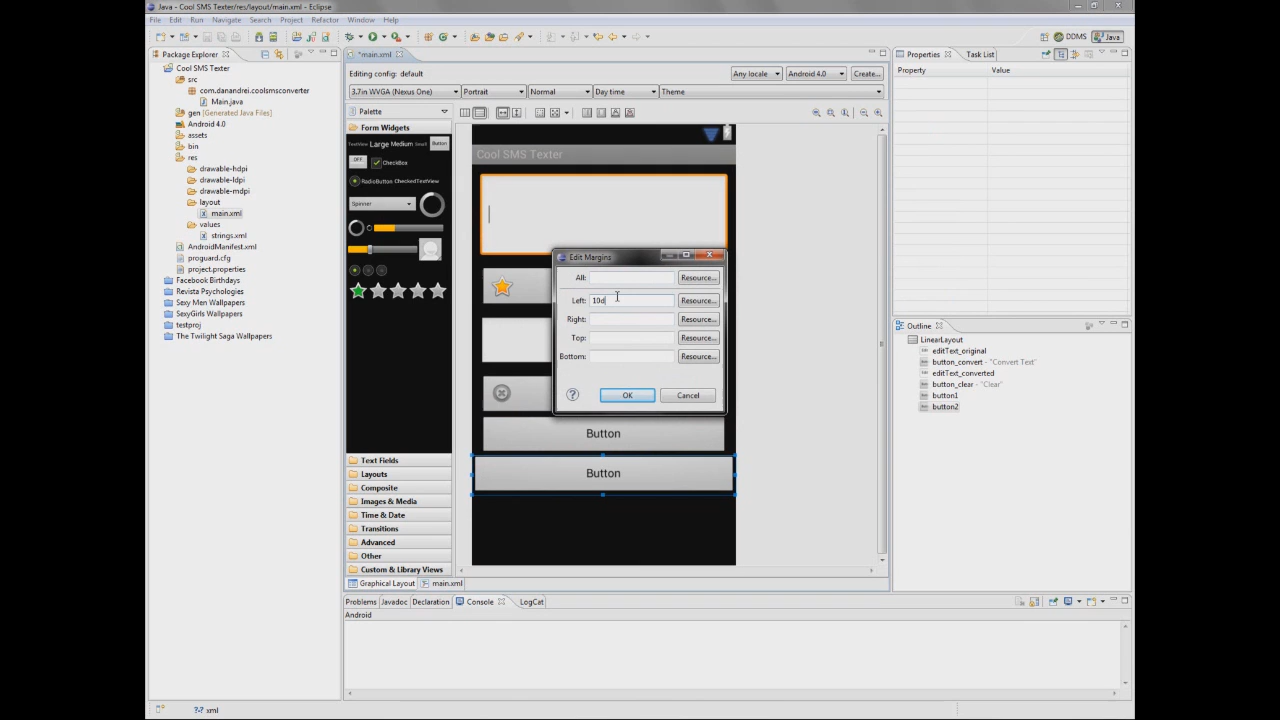 Java - Cool SMS Texter/res/layout/main.xml - Eclipse
File Edit Run Navigate Search Project Refactor Window Help
DDMS Java
Package Explorer
Cool SMS Texter
src
com.danandrei.coolsmsconverter
Main.java
gen [Generated Java Files]
Android 4.0
assets
bin
res
drawable-hdpi
drawable-ldpi
drawable-mdpi
layout
main.xml
values
strings.xml
AndroidManifest.xml
proguard.cfg
project.properties
Facebook Birthdays
Revista Psychologies
Sexy Men Wallpapers
SexyGirls Wallpapers
testproj
The Twilight Saga Wallpapers
*main.xml
Editing config: default
Any locale Android 4.0 Create...
3.7in WVGA (Nexus One) Portrait Normal Day time Theme
Palette
Form Widgets
TextView Large Medium Small Button
OFF CheckBox
RadioButton CheckedTextView
Spinner
Text Fields
Layouts
Composite
Images & Media
Time & Date
Transitions
Advanced
Other
Custom & Library Views
Cool SMS Texter
Button
Button
Edit Margins
All: Resource...
Left: 10d Resource...
Right: Resource...
Top: Resource...
Bottom: Resource...
OK Cancel
Graphical Layout main.xml
Properties Task List
Property Value
Outline
LinearLayout
editText_original
button_convert - "Convert Text"
editText_converted
button_clear - "Clear"
button1
button2
Problems Javadoc Declaration Console LogCat
Android
xml